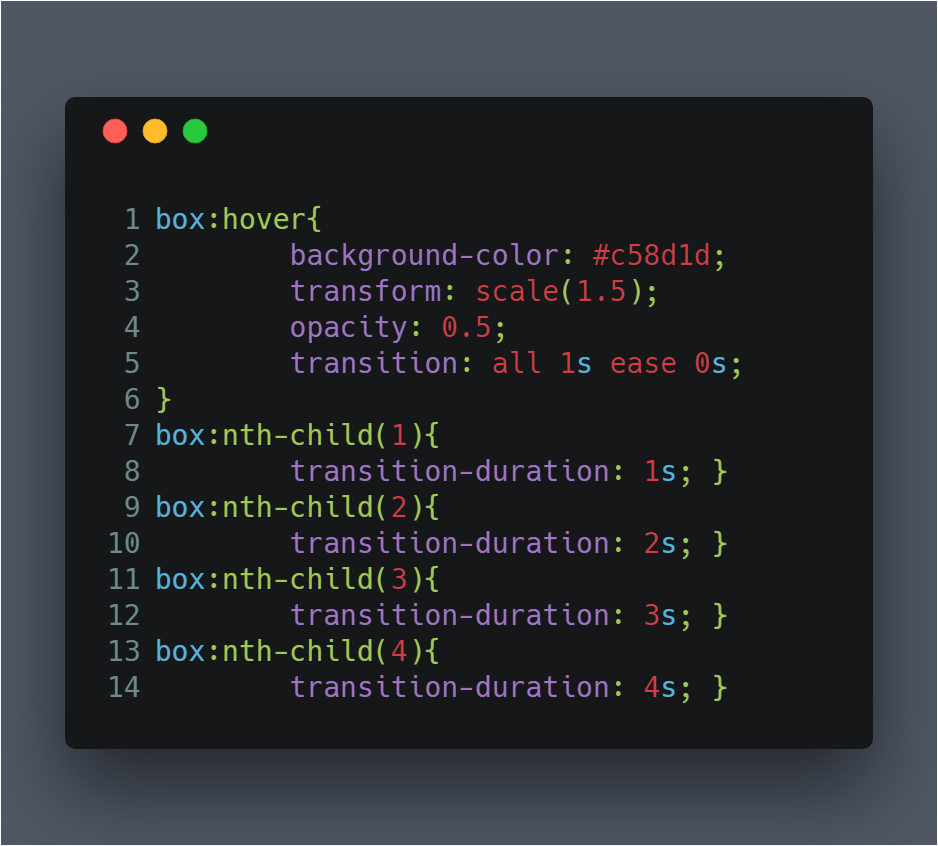 1 box:hover{
2 background-color: #c58d1d;
3 transform: scale(1.5);
4 opacity: 0.5;
5 transition: all 1s ease 0s;
6 }
7 box:nth-child(1){
8 transition-duration: 1s; }
9 box:nth-child(2){
10 transition-duration: 2s; }
11 box:nth-child(3){
12 transition-duration: 3s; }
13 box:nth-child(4){
14 transition-duration: 4s; }